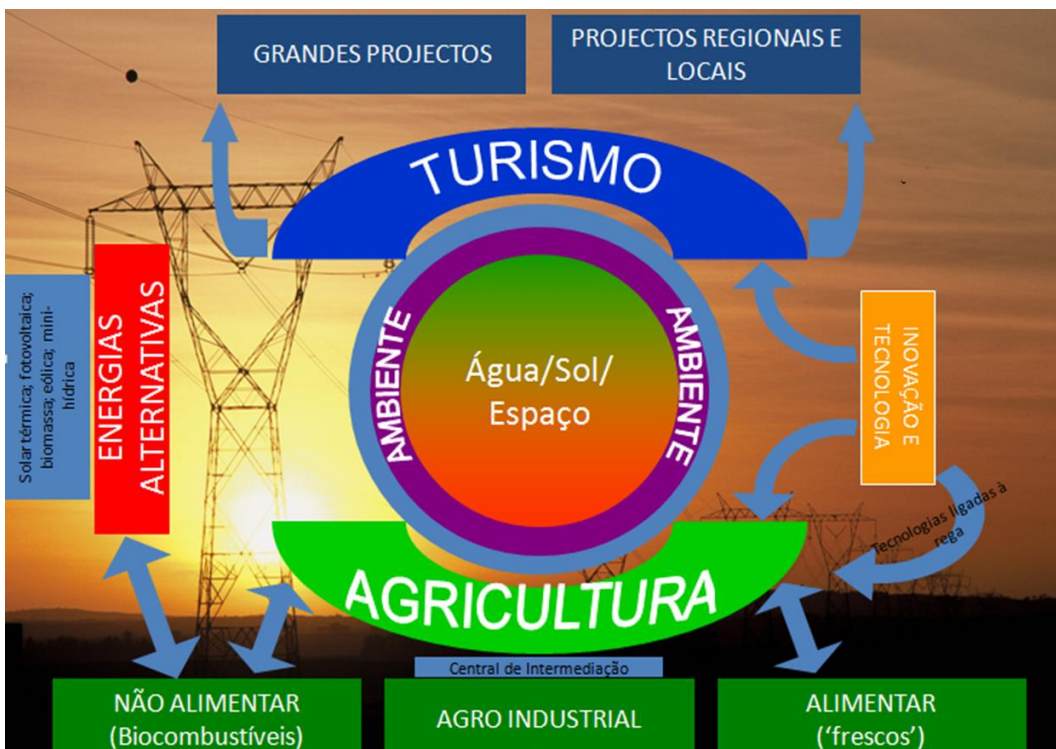 GRANDES PROJECTOS
PROJECTOS REGIONAIS E
LOCAIS
TURISMO
Solar térmica; fotovoltaica;
biomassa; eólica; mini-
hídrica
ENERGIAS
ALTERNATIVAS
AMBIENTE
Água/Sol/
Espaço
AMBIENTE
INOVAÇÃO E
TECNOLOGIA
Tecnologias ligadas à
rega
AGRICULTURA
Central de Intermediação
NÃO ALIMENTAR
(Biocombustíveis)
AGRO INDUSTRIAL
ALIMENTAR
('frescos')